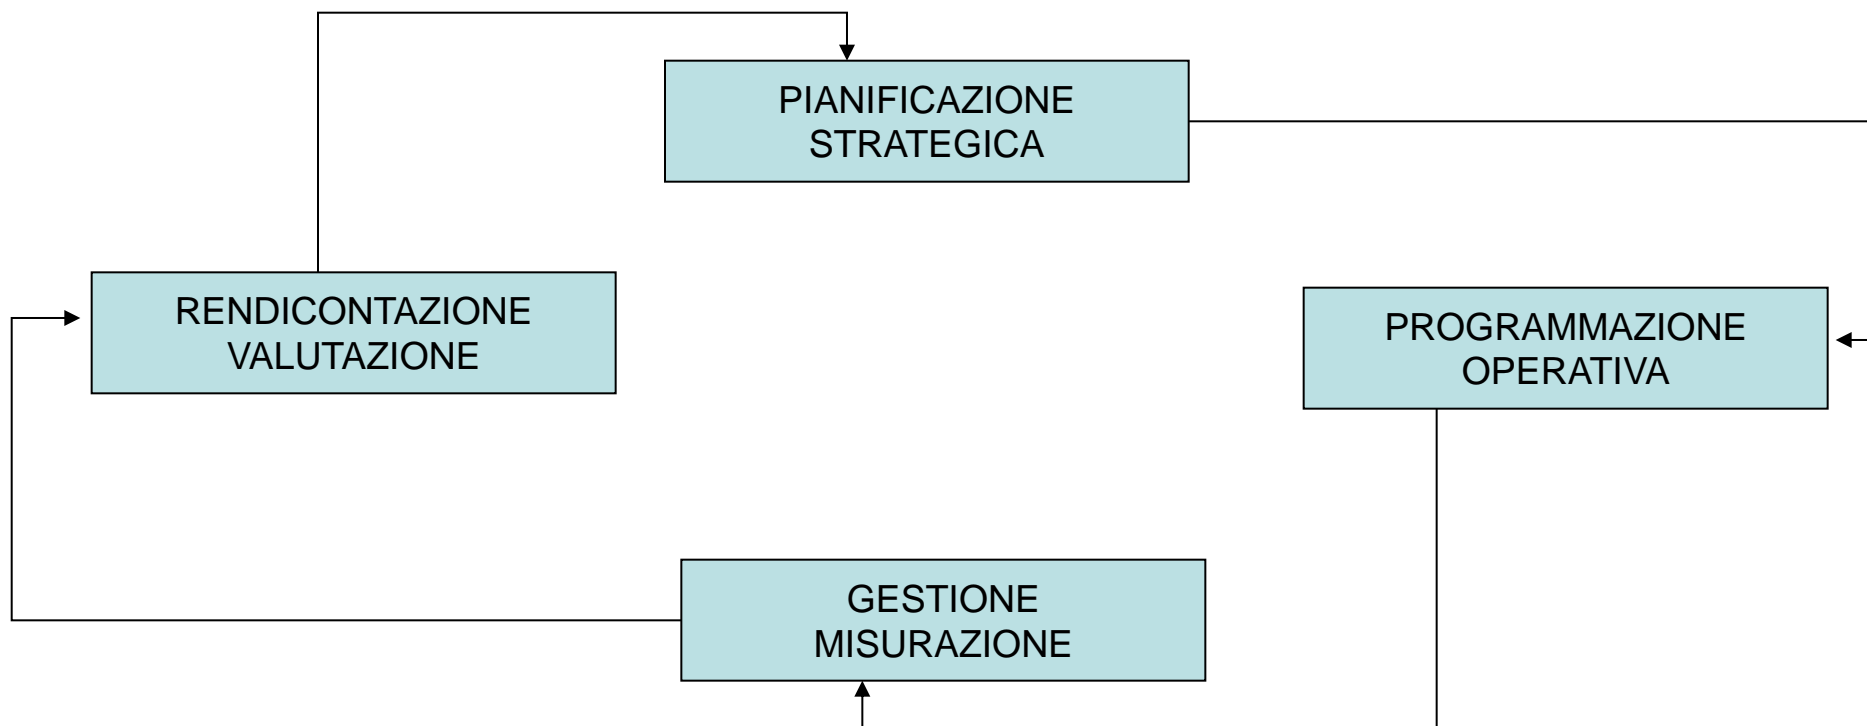 PIANIFICAZIONE
STRATEGICA
RENDICONTAZIONE
VALUTAZIONE
PROGRAMMAZIONE
OPERATIVA
GESTIONE
MISURAZIONE